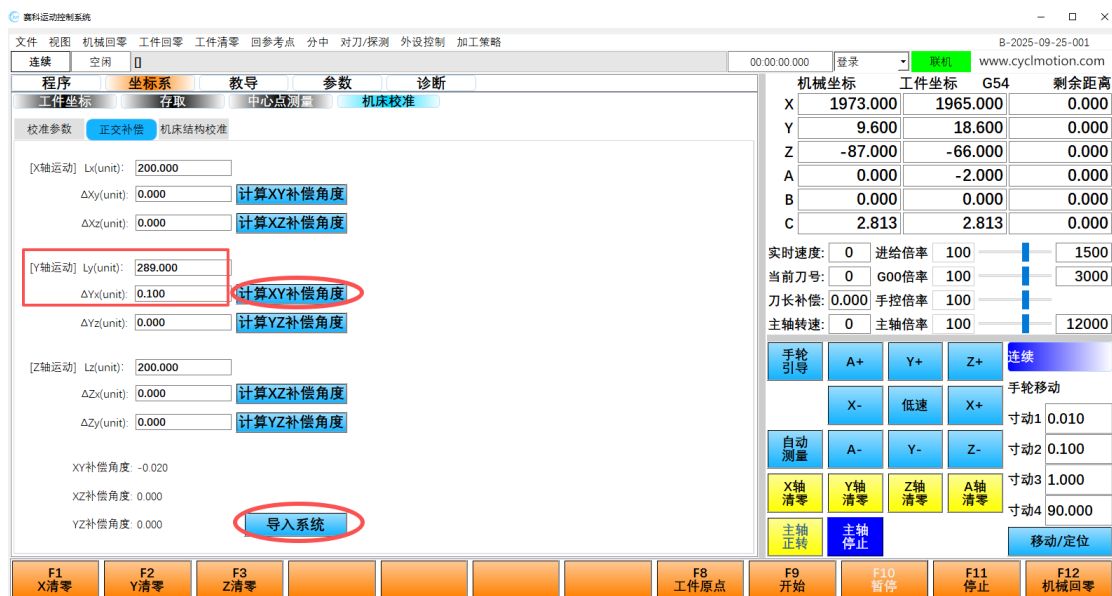 赛科运动控制系统
文件 视图 机械回零 工件回零 工件清零 回参考点 分中 对刀/探测 外设控制 加工策略 B-2025-09-25-001
连续 空闲 [] 00:00:00.000 登录 联机 www.cyclmotion.com
程序 坐标系 教导 参数 诊断
工件坐标 存取 中心点测量 机床校准
校准参数 正交补偿 机床结构校准
[X轴运动] Lx(unit): 200.000
ΔXy(unit): 0.000 计算XY补偿角度
ΔXz(unit): 0.000 计算XZ补偿角度
[Y轴运动] Ly(unit): 289.000
ΔYx(unit): 0.100 计算XY补偿角度
ΔYz(unit): 0.000 计算YZ补偿角度
[Z轴运动] Lz(unit): 200.000
ΔZx(unit): 0.000 计算XZ补偿角度
ΔZy(unit): 0.000 计算YZ补偿角度
XY补偿角度: -0.020
XZ补偿角度: 0.000
YZ补偿角度: 0.000 导入系统
机械坐标 工件坐标 G54 剩余距离
X 1973.000 1965.000 0.000
Y 9.600 18.600 0.000
Z -87.000 -66.000 0.000
A 0.000 -2.000 0.000
B 0.000 0.000 0.000
C 2.813 2.813 0.000
实时速度: 0 进给倍率 100 1500
当前刀号: 0 G00倍率 100 3000
刀长补偿: 0.000 手控倍率 100
主轴转速: 0 主轴倍率 100 12000
手轮引导 A+ Y+ Z+ 连续
手轮移动
X- 低速 X+ 寸动1 0.010
自动测量 A- Y- Z- 寸动2 0.100
X轴清零 Y轴清零 Z轴清零 A轴清零 寸动3 1.000
寸动4 90.000
主轴正转 主轴停止 移动/定位
F1 F2 F3 F8 F9 F10 F11 F12
X清零 Y清零 Z清零 工件原点 开始 暂停 停止 机械回零